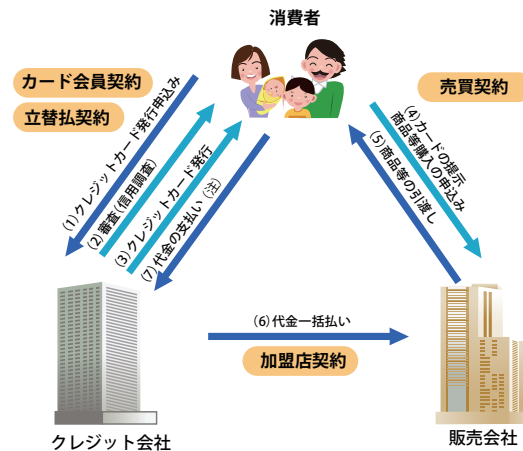 消費者
カード会員契約
立替払契約
売買契約
(1)クレジットカード発行申込み
(2)審査(信用調査)
(3)クレジットカード発行
(7)代金の支払い(注)
(4)カードの提示
商品等購入の申込み
(5)商品等の引渡し
(6)代金一括払い
加盟店契約
クレジット会社
販売会社